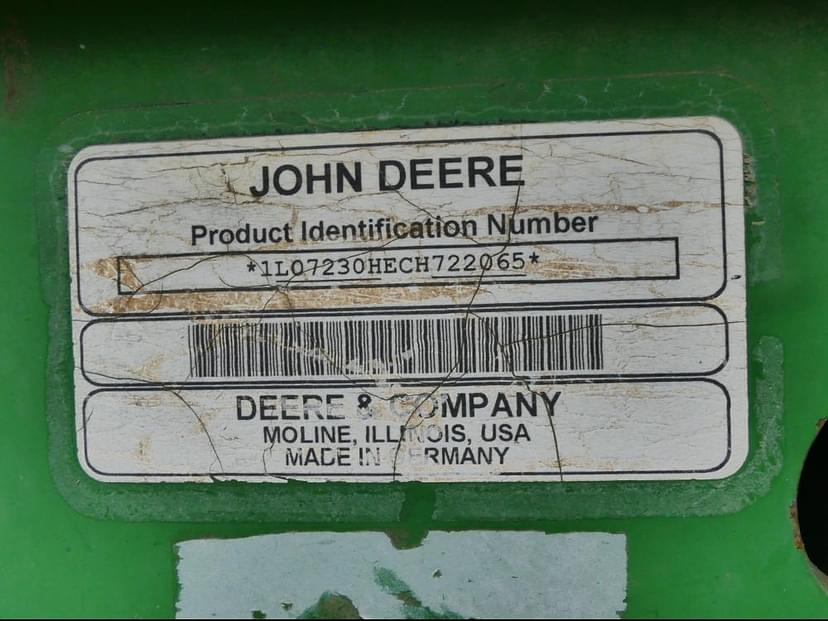 JOHN DEERE
Product Identification Number
*1L07230HECH722065*
DEERE & COMPANY
MOLINE, ILLINOIS, USA
MADE IN GERMANY